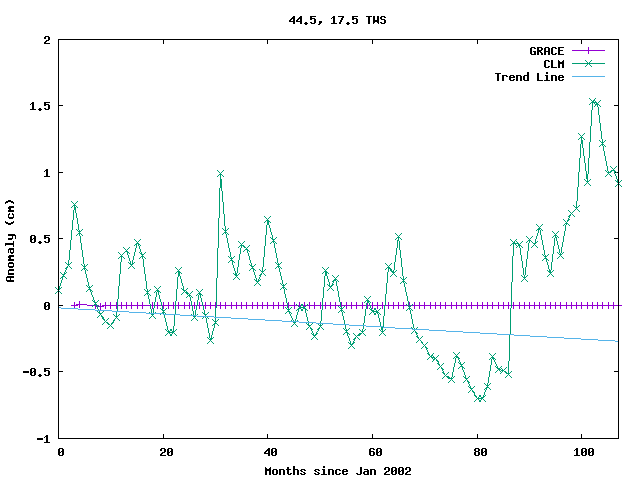 44.5, 17.5 TWS
GRACE
CLM
Trend Line
2
1.5
1
0.5
0
-0.5
-1
Anomaly (cm)
0 20 40 60 80 100
Months since Jan 2002